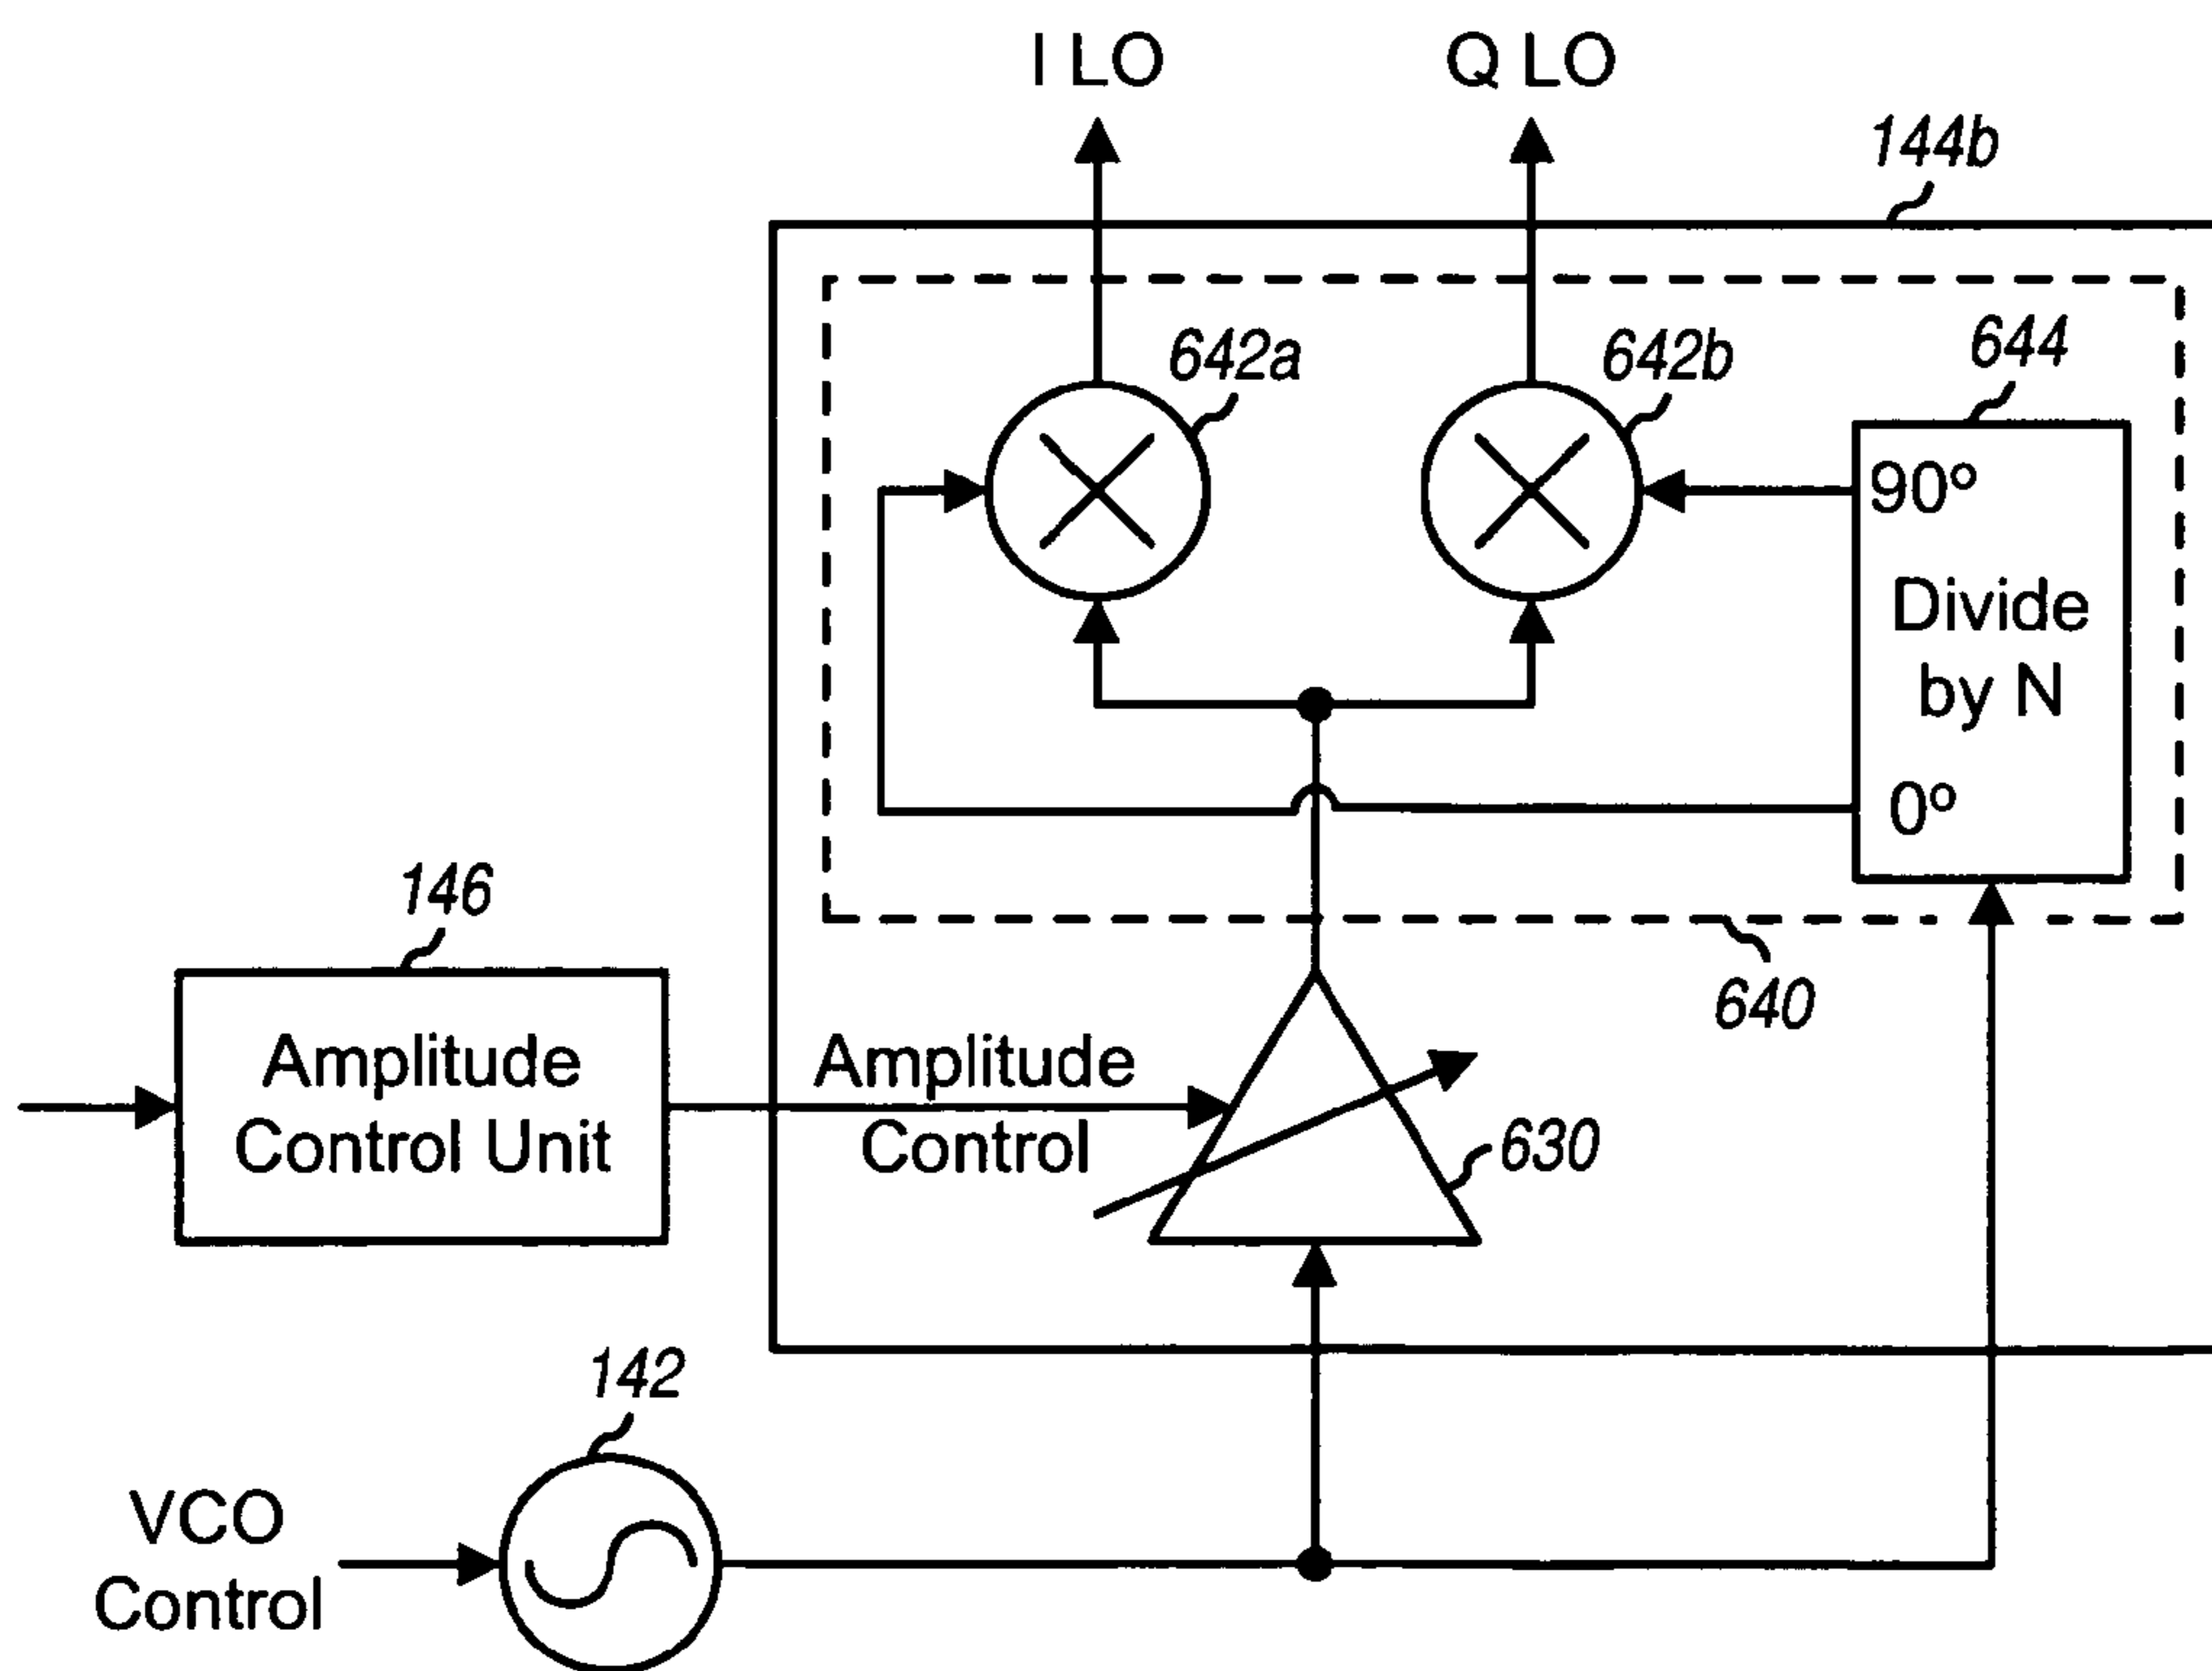 I LO
Q LO
144b
642a
642b
644
90°
Divide
by N
0°
146
640
Amplitude
Control Unit
Amplitude
Control
630
142
VCO
Control